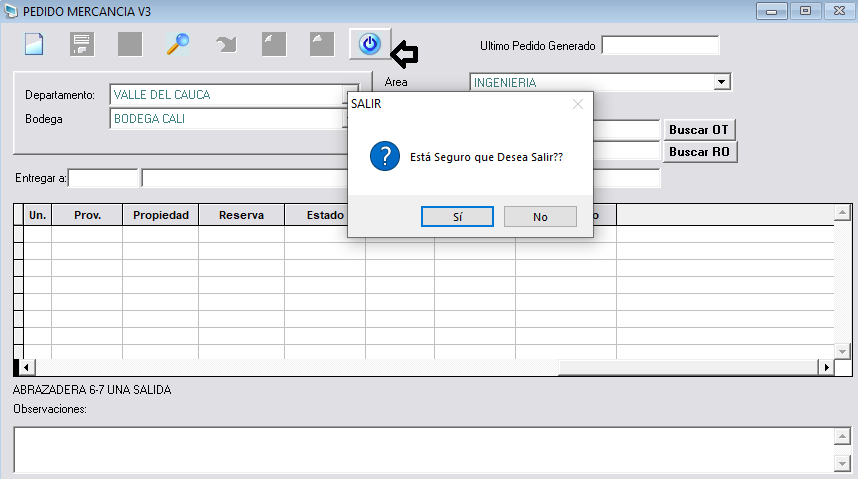 PEDIDO MERCANCIA V3
Ultimo Pedido Generado
Departamento: VALLE DEL CAUCA
Area INGENIERIA
Bodega BODEGA CALI
SALIR
Está Seguro que Desea Salir??
Sí No
Buscar OT
Buscar RO
Entregar a:
Un. Prov. Propiedad Reserva Estado
ABRAZADERA 6-7 UNA SALIDA
Observaciones: